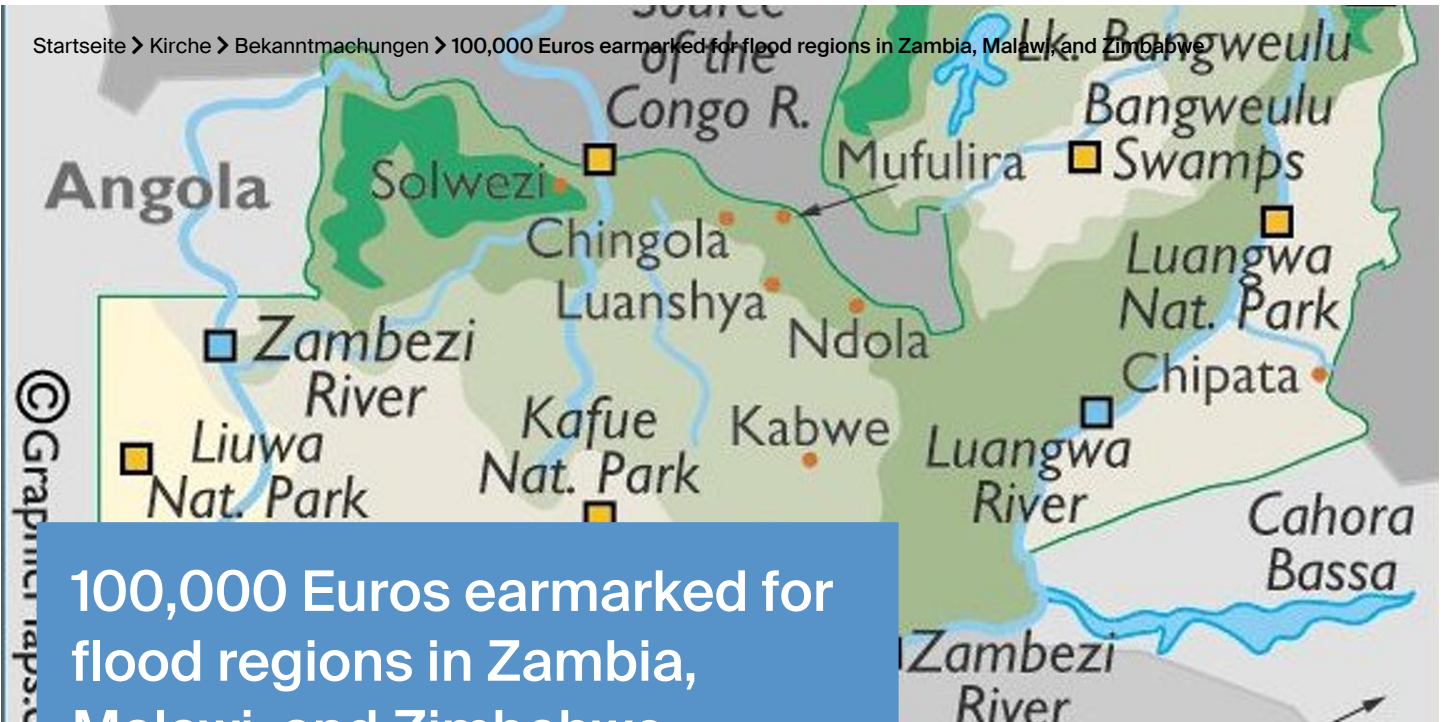 Source
of the
Congo R.
Startseite > Kirche > Bekanntmachungen > 100,000 Euros earmarked for flood regions in Zambia, Malawi, and Zimbabwe
Lk. Bangweulu
Bangweulu
Swamps
Mufulira
Angola
Solwezi
Chingola
Luangwa
Nat. Park
Luanshya
Ndola
Zambezi
River
Chipata
Liuwa
Nat. Park
Kafue
Nat. Park
Kabwe
Luangwa
River
Cahora
Bassa
100,000 Euros earmarked for
flood regions in Zambia,
Malawi, and Zimbabwe
Zambezi
River